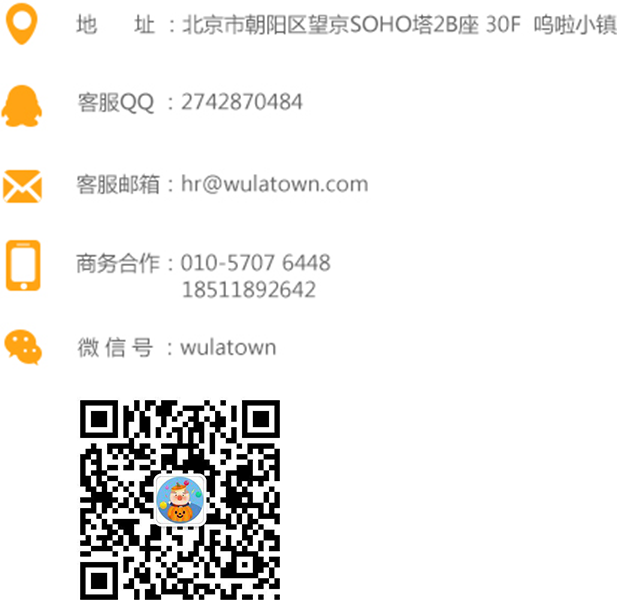 地 址 ：北京市朝阳区望京SOHO塔2B座 30F 呜啦小镇
客服QQ ：2742870484
客服邮箱：hr@wulatown.com
商务合作：010-5707 6448
18511892642
微 信 号 ：wulatown